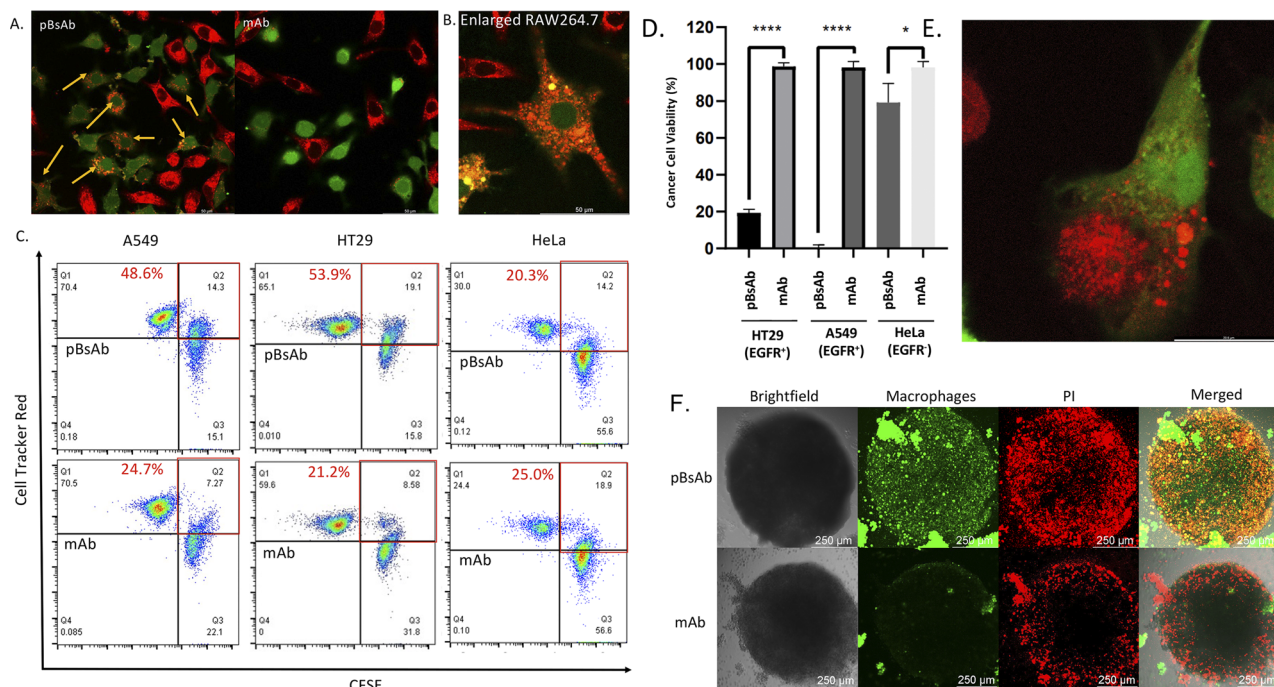 A.
pBsAb
mAb
50 μm
B.
Enlarged RAW264.7
50 μm
C.
A549
HT29
HeLa
Cell Tracker Red
Q1
70.4
48.6%
Q2
14.3
pBsAb
Q4
0.18
Q3
15.1
Q1
65.1
53.9%
Q2
19.1
pBsAb
Q4
0.010
Q3
15.8
Q1
30.0
20.3%
Q2
14.2
pBsAb
Q4
0.12
Q3
55.6
Q1
70.5
24.7%
Q2
7.27
mAb
Q4
0.085
Q3
22.1
Q1
59.6
21.2%
Q2
8.58
mAb
Q4
0
Q3
31.8
Q1
24.4
25.0%
Q2
18.9
mAb
Q4
0.10
Q3
56.6
CFSE
D.
Cancer Cell Viability (%)
120
100
80
60
40
20
0
****
****
*
pBsAb
mAb
pBsAb
mAb
pBsAb
mAb
HT29
(EGFR⁺)
A549
(EGFR⁺)
HeLa
(EGFR⁻)
E.
F.
Brightfield
Macrophages
PI
Merged
pBsAb
250 μm
250 μm
250 μm
250 μm
mAb
250 μm
250 μm
250 μm
250 μm